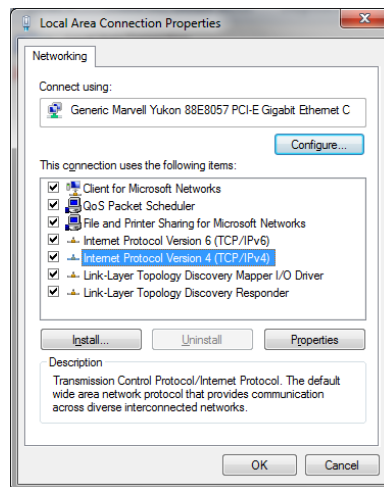 Local Area Connection Properties
Networking
Connect using:
Generic Marvell Yukon 88E8057 PCI-E Gigabit Ethernet C
Configure...
This connection uses the following items:
Client for Microsoft Networks
QoS Packet Scheduler
File and Printer Sharing for Microsoft Networks
Internet Protocol Version 6 (TCP/IPv6)
Internet Protocol Version 4 (TCP/IPv4)
Link-Layer Topology Discovery Mapper I/O Driver
Link-Layer Topology Discovery Responder
Install... Uninstall Properties
Description
Transmission Control Protocol/Internet Protocol. The default
wide area network protocol that provides communication
across diverse interconnected networks.
OK Cancel